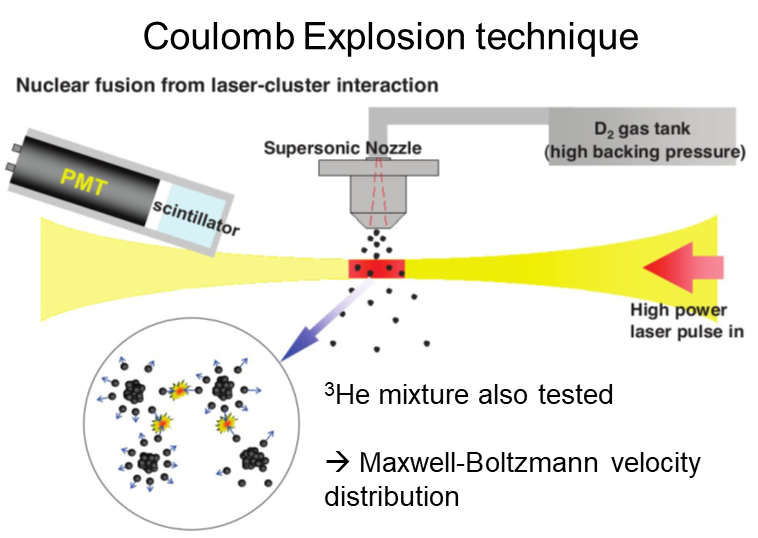 Coulomb Explosion technique
Nuclear fusion from laser-cluster interaction
D₂ gas tank
(high backing pressure)
Supersonic Nozzle
PMT
scintillator
High power
laser pulse in
³He mixture also tested
→ Maxwell-Boltzmann velocity
distribution